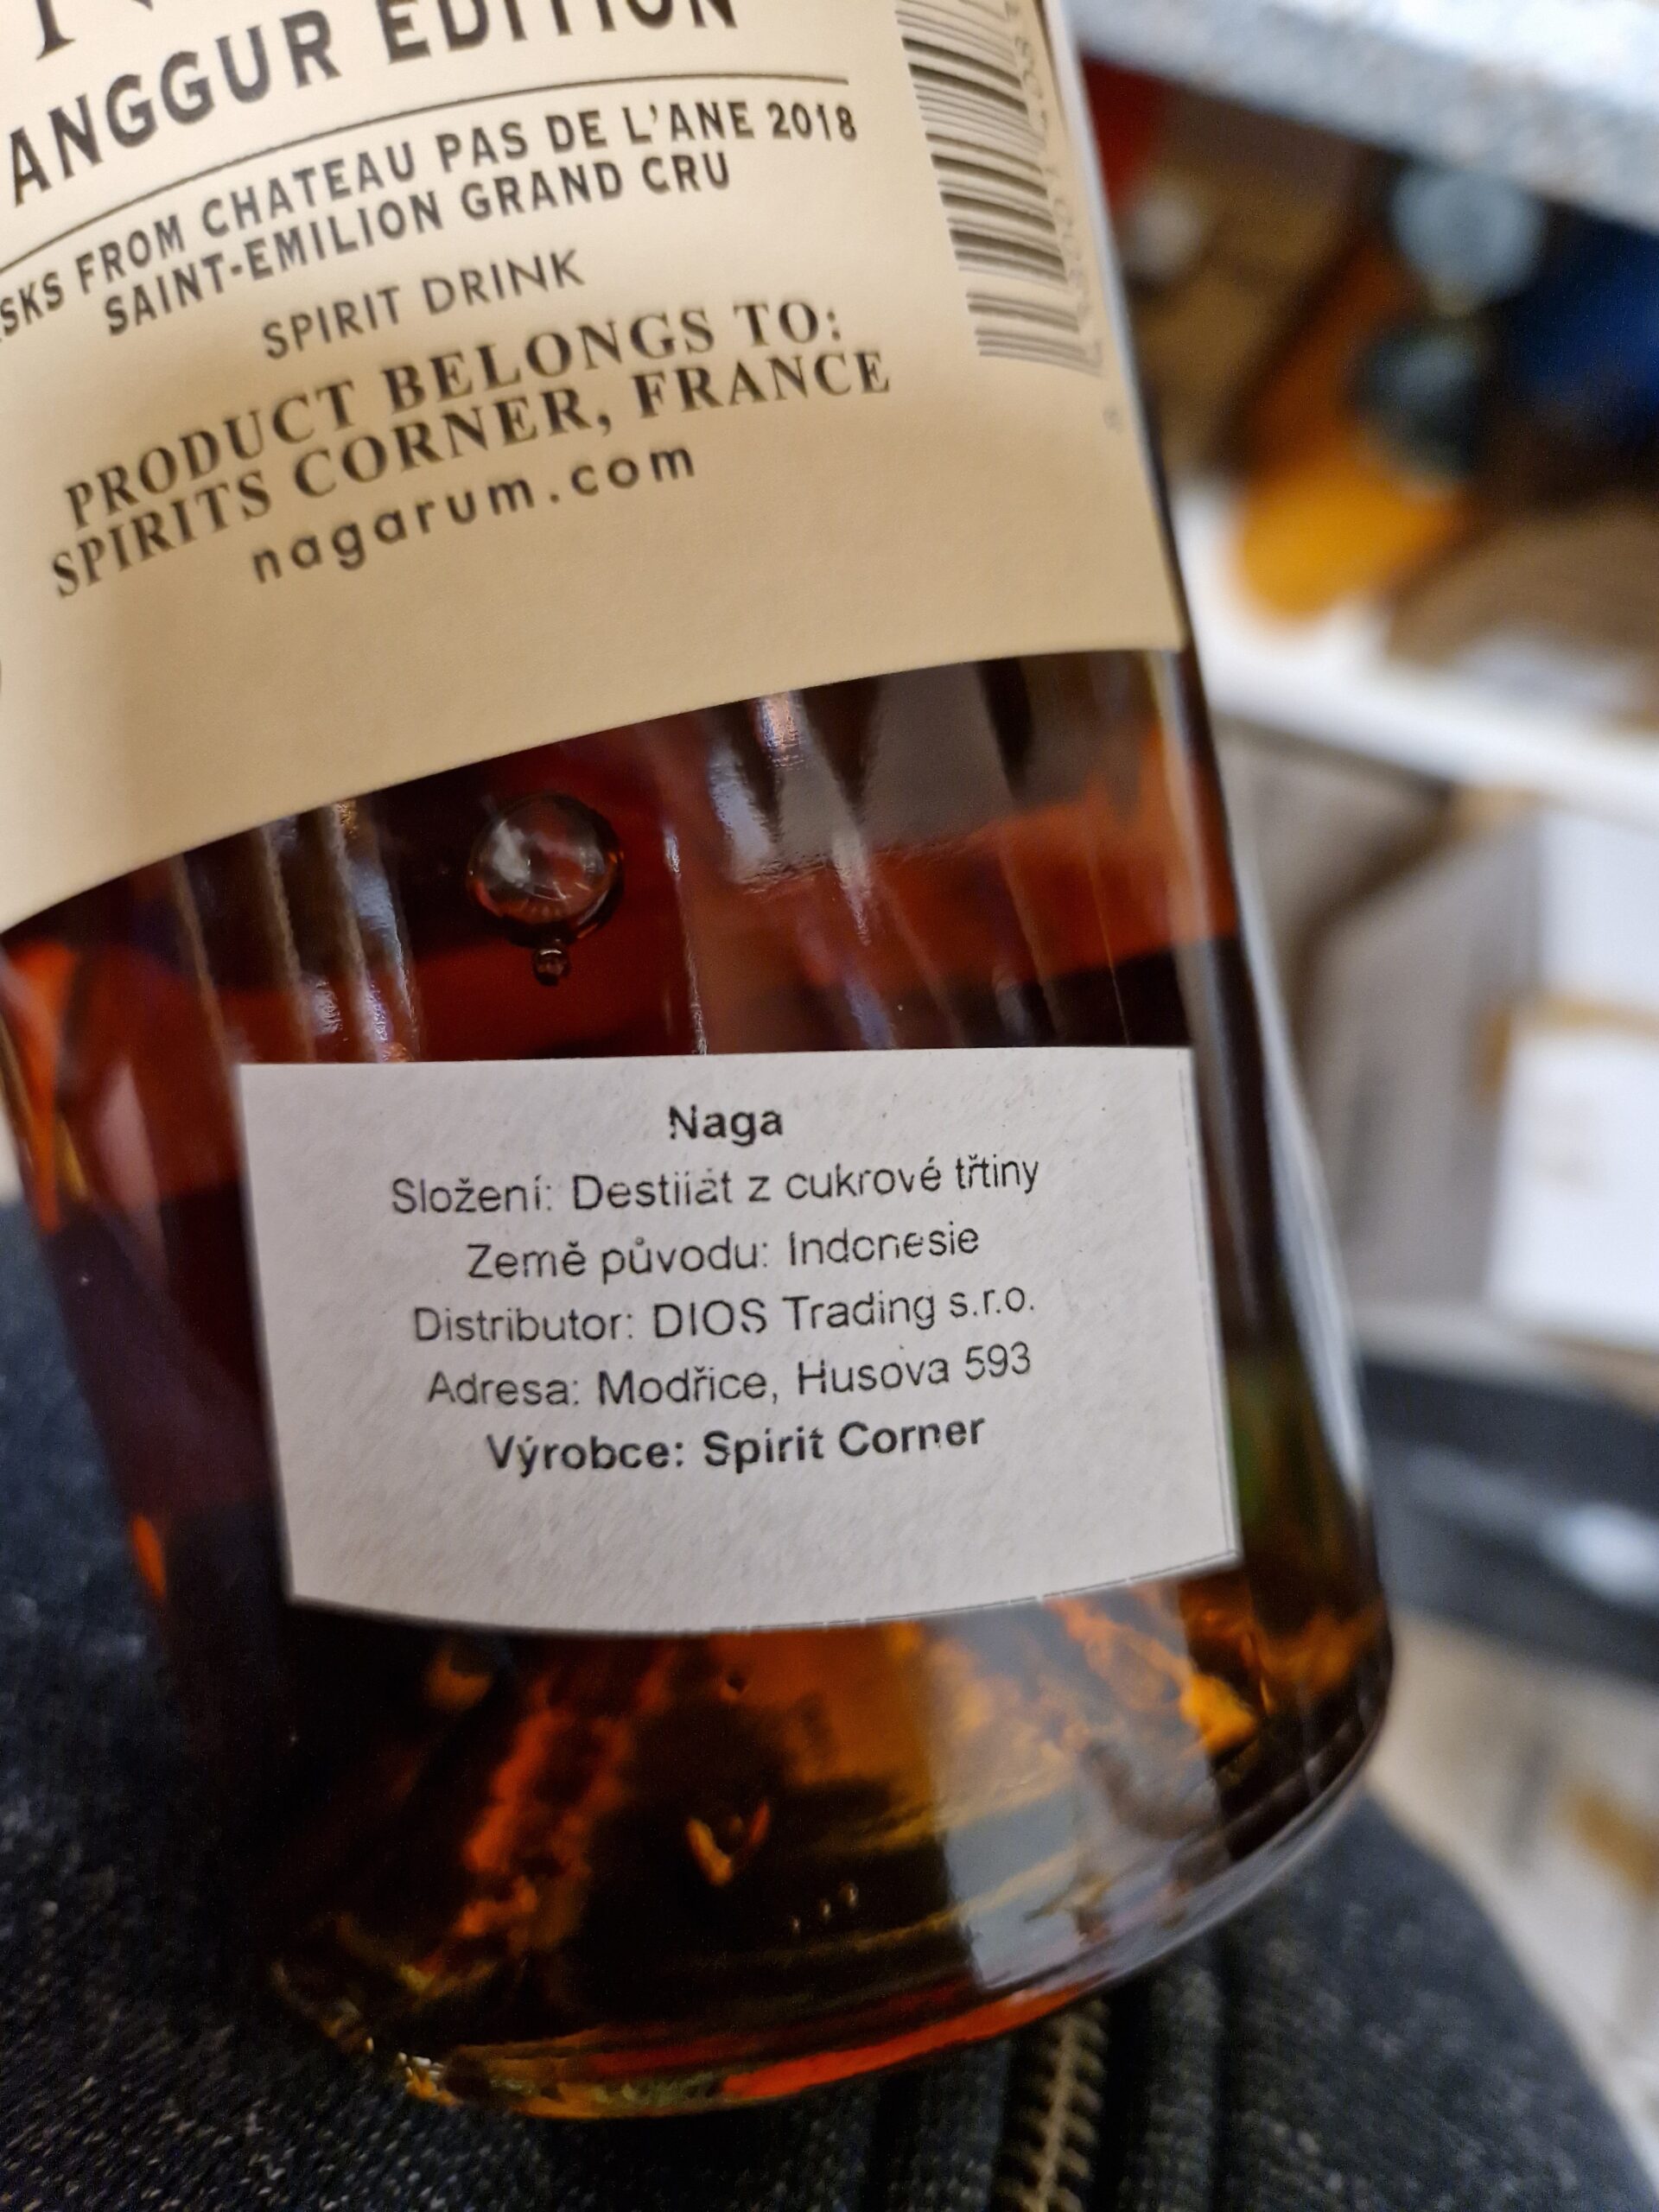 ANGGUR EDITION
FROM CHATEAU PAS DE L'ANE 2018
SAINT-EMILION GRAND CRU
SPIRIT DRINK
PRODUCT BELONGS TO:
SPIRITS CORNER, FRANCE
nagarum.com
Naga
Složení: Destilát z cukrové třtiny
Země původu: Indonesie
Distributor: DIOS Trading s.r.o.
Adresa: Modřice, Husova 593
Výrobce: Spirit Corner